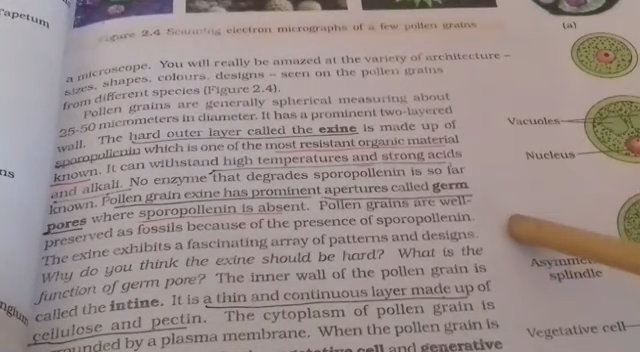 apetum
ns
ngium
Figure 2.4 Scanning electron micrographs of a few pollen grains
a microscope. You will really be amazed at the variety of architecture –
sizes, shapes, colours, designs – seen on the pollen grains
from different species (Figure 2.4).
Pollen grains are generally spherical measuring about
25-50 micrometers in diameter. It has a prominent two-layered
wall. The hard outer layer called the exine is made up of
sporopollenin which is one of the most resistant organic material
known. It can withstand high temperatures and strong acids
and alkali. No enzyme that degrades sporopollenin is so far
known. Pollen grain exine has prominent apertures called germ
pores where sporopollenin is absent. Pollen grains are well-
preserved as fossils because of the presence of sporopollenin.
The exine exhibits a fascinating array of patterns and designs.
Why do you think the exine should be hard? What is the
function of germ pore? The inner wall of the pollen grain is
called the intine. It is a thin and continuous layer made up of
cellulose and pectin. The cytoplasm of pollen grain is
surrounded by a plasma membrane. When the pollen grain is
cell and generative
(a)
Vacuoles
Nucleus
spindle
Vegetative cell